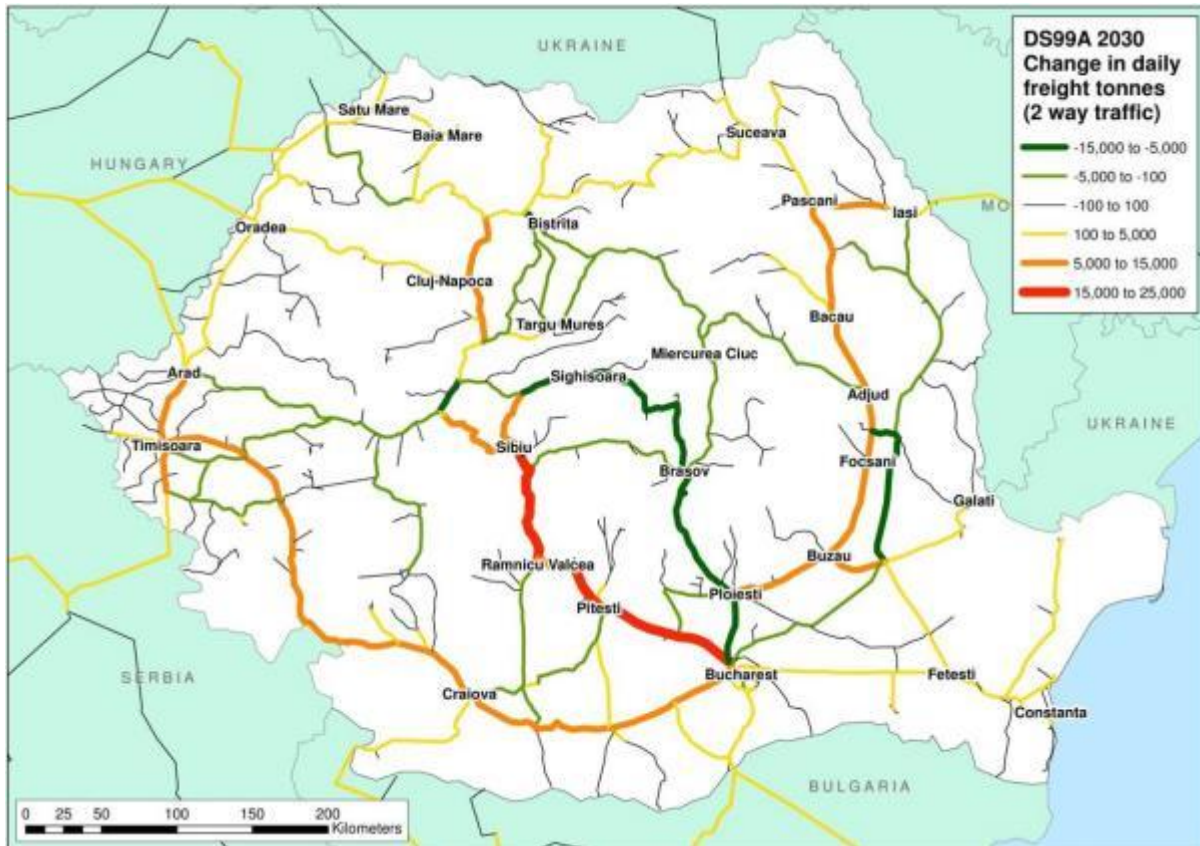 UKRAINE
DS99A 2030
Change in daily
freight tonnes
(2 way traffic)
-15,000 to -5,000
-5,000 to -100
-100 to 100
100 to 5,000
5,000 to 15,000
15,000 to 25,000
Satu Mare
Baia Mare
Suceava
HUNGARY
Pascani
Iasi
MO
Oradea
Bistrita
Cluj-Napoca
Bacau
Targu Mures
Miercurea Ciuc
Arad
Sighisoara
Adjud
UKRAINE
Timisoara
Sibiu
Focsani
Brasov
Galati
Buzau
Ramnicu Valcea
Ploiesti
Pitesti
SERBIA
Bucharest
Fetesti
Craiova
Constanta
BULGARIA
0 25 50 100 150 200
Kilometers